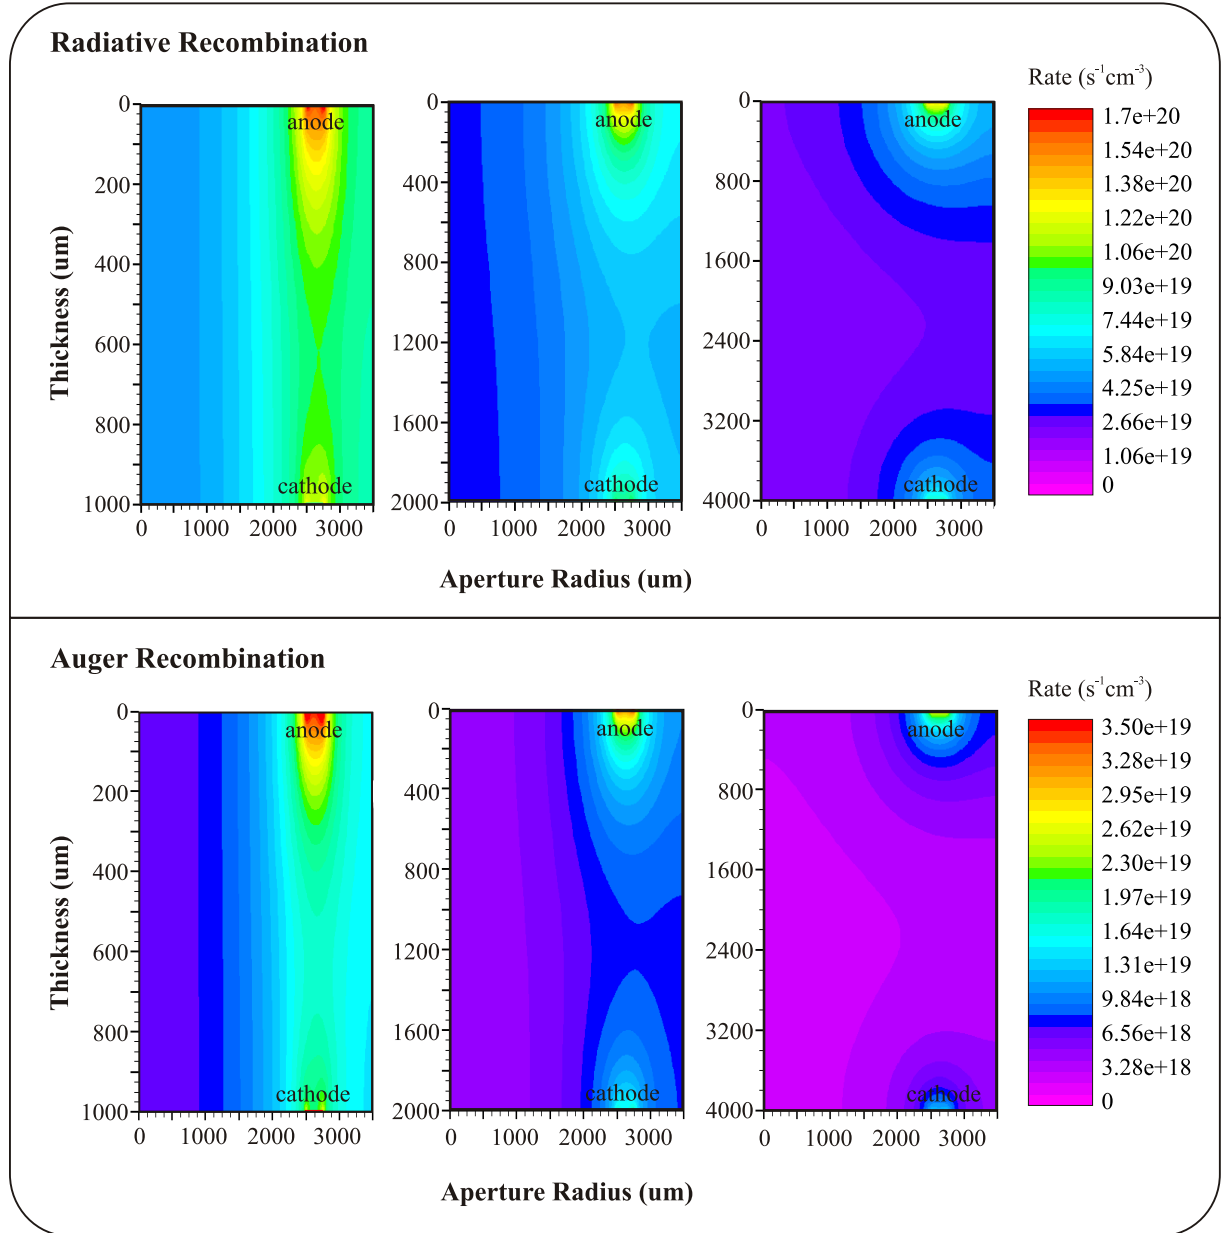 Radiative Recombination
Rate (s⁻¹cm⁻³)
0
200
400
600
800
1000
Thickness (um)
anode
cathode
0 1000 2000 3000
0
400
800
1200
1600
2000
anode
cathode
0 1000 2000 3000
0
800
1600
2400
3200
4000
anode
cathode
0 1000 2000 3000
1.7e+20
1.54e+20
1.38e+20
1.22e+20
1.06e+20
9.03e+19
7.44e+19
5.84e+19
4.25e+19
2.66e+19
1.06e+19
0
Aperture Radius (um)
Auger Recombination
Rate (s⁻¹cm⁻³)
0
200
400
600
800
1000
Thickness (um)
anode
cathode
0 1000 2000 3000
0
400
800
1200
1600
2000
anode
cathode
0 1000 2000 3000
0
800
1600
2400
3200
4000
anode
cathode
0 1000 2000 3000
3.50e+19
3.28e+19
2.95e+19
2.62e+19
2.30e+19
1.97e+19
1.64e+19
1.31e+19
9.84e+18
6.56e+18
3.28e+18
0
Aperture Radius (um)